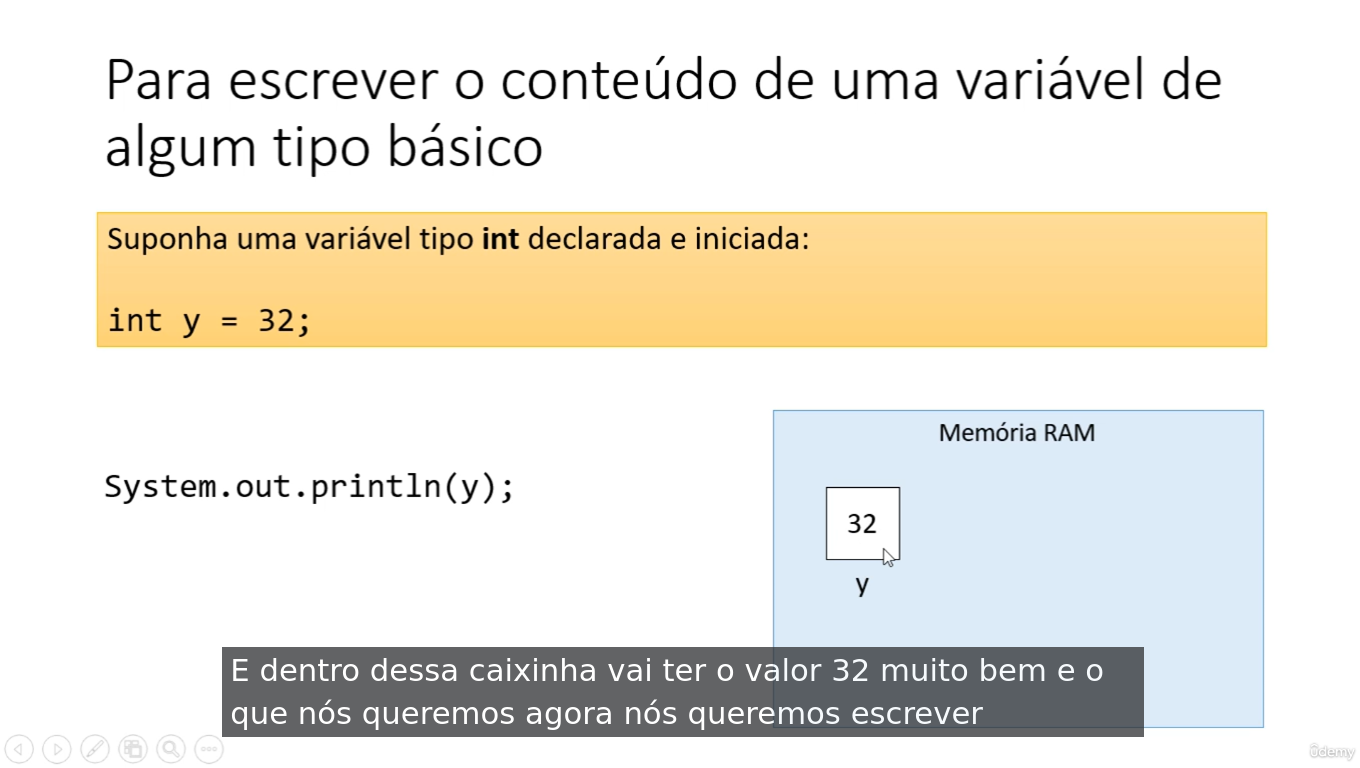 Para escrever o conteúdo de uma variável de
algum tipo básico
Suponha uma variável tipo int declarada e iniciada:
int y = 32;
System.out.println(y);
Memória RAM
32
y
E dentro dessa caixinha vai ter o valor 32 muito bem e o
que nós queremos agora nós queremos escrever
ûdemy